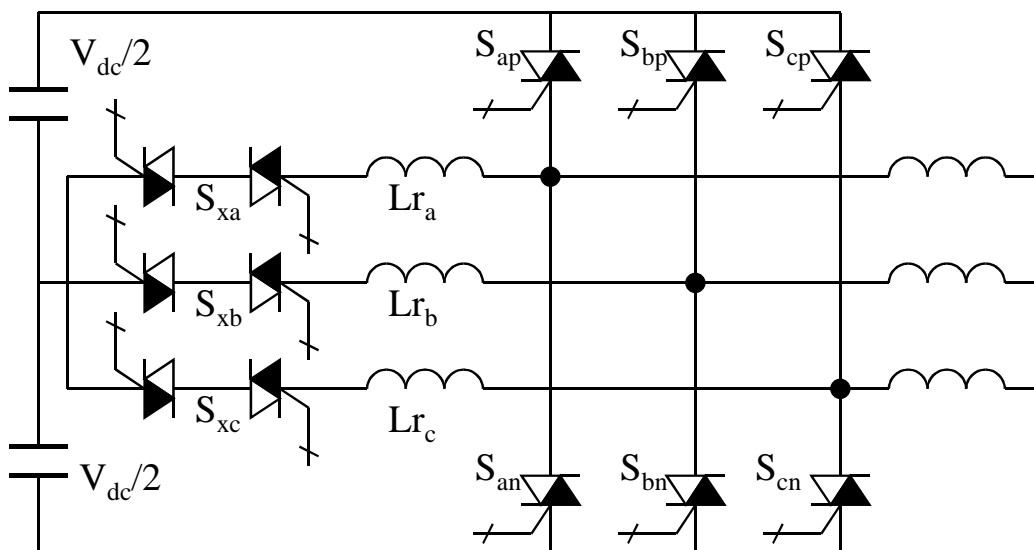 V_dc/2
S_ap
S_bp
S_cp
S_xa
Lr_a
S_xb
Lr_b
S_xc
Lr_c
V_dc/2
S_an
S_bn
S_cn